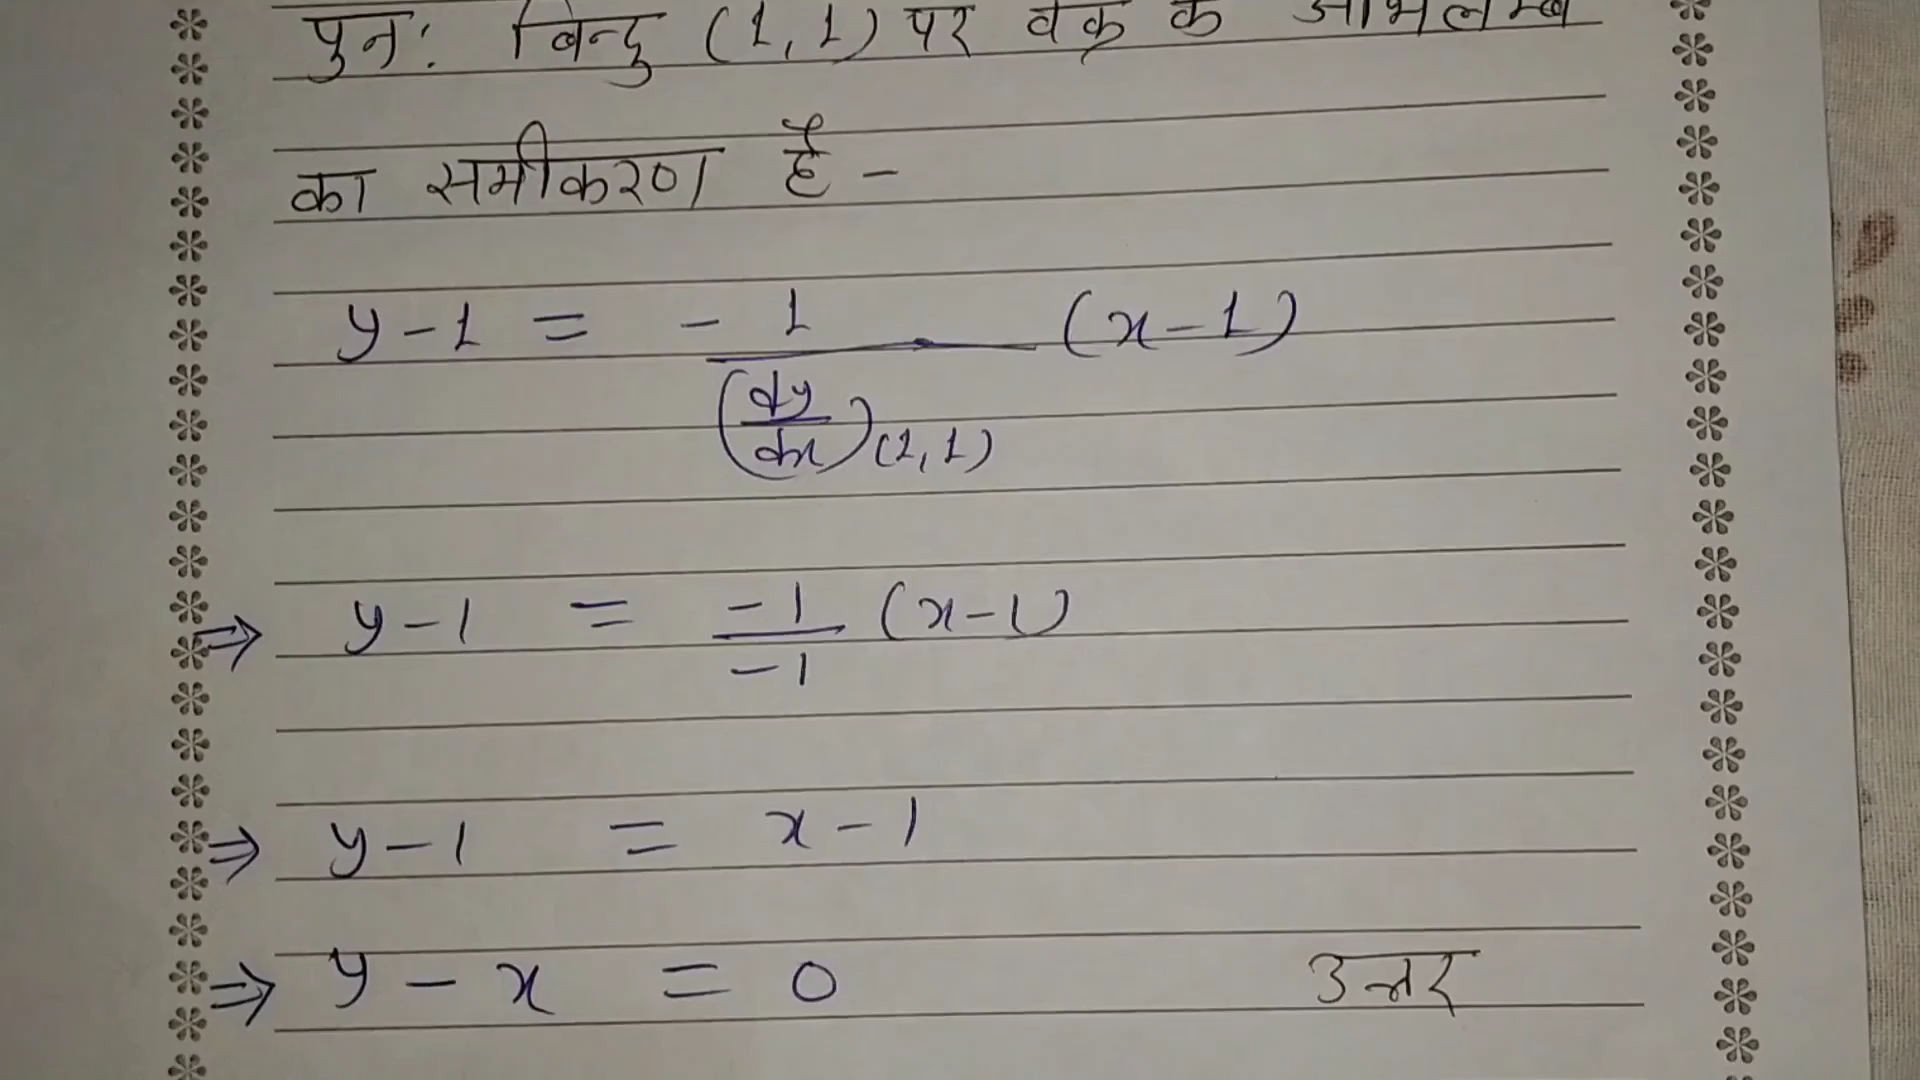 पुनः बिन्दु (1,1) पर वक्र के अभिलम्ब
का समीकरण है -
y - 1 = - 1/(dy/dx)(1,1) (x - 1)
⇒ y - 1 = -1/-1 (x - 1)
⇒ y - 1 = x - 1
⇒ y - x = 0 उत्तर